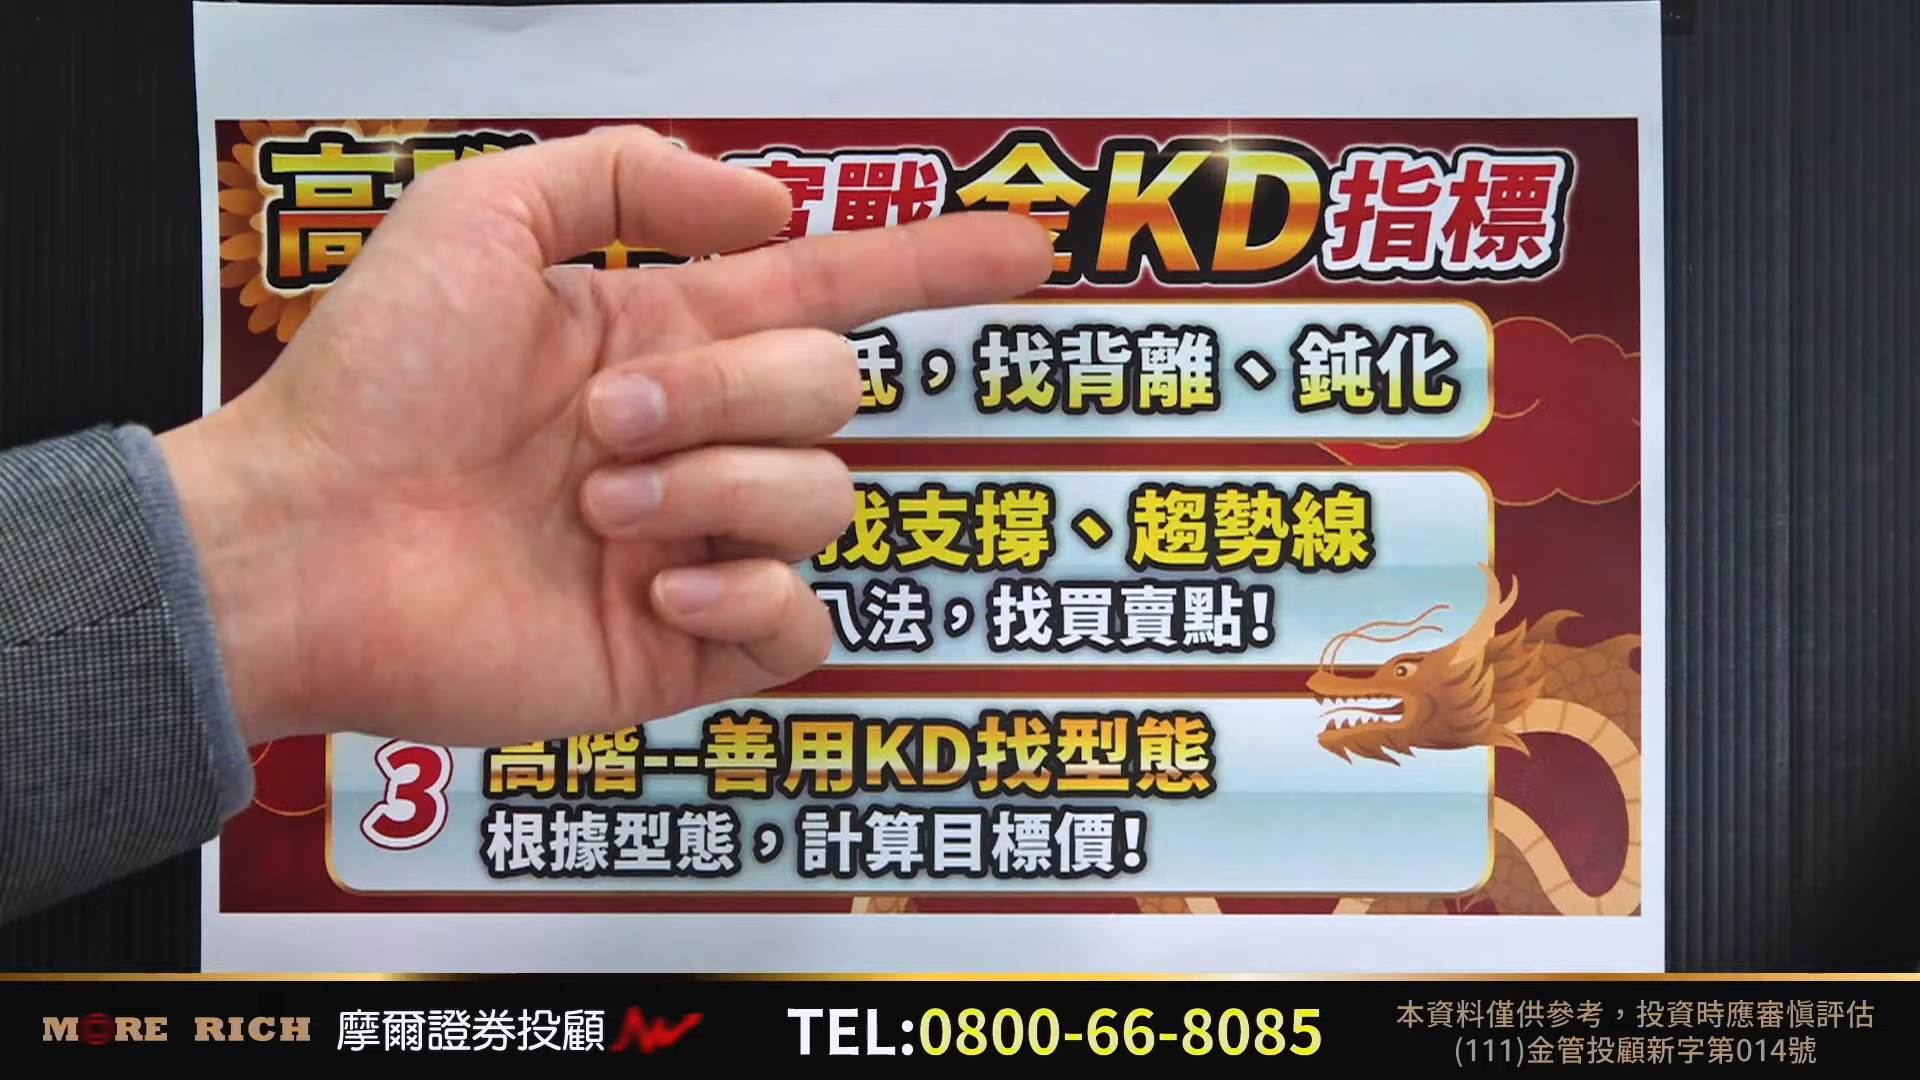 高 實戰金KD指標
低，找背離、鈍化
找支撐、趨勢線
八法，找買賣點！
3
高階--善用KD找型態
根據型態，計算目標價！
MORE RICH 摩爾證券投顧
TEL:0800-66-8085
本資料僅供參考，投資時應審慎評估
(111)金管投顧新字第014號